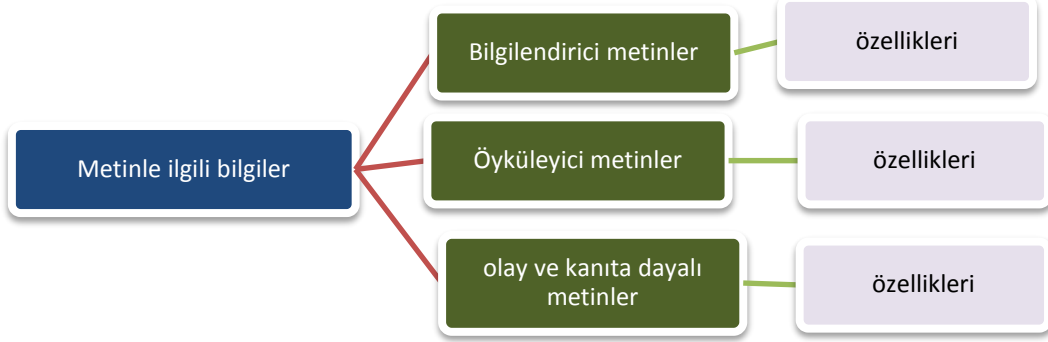 Metinle ilgili bilgiler
Bilgilendirici metinler
özellikleri
Öyküleyici metinler
özellikleri
olay ve kanıta dayalı
metinler
özellikleri